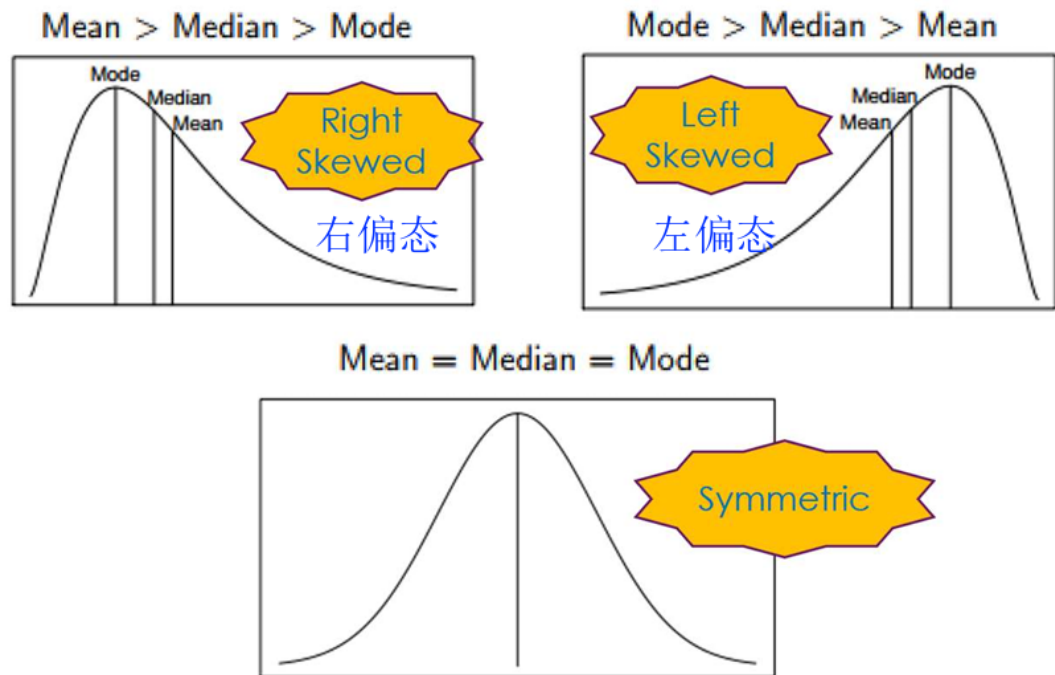 Mean > Median > Mode
Mode
Median
Mean
Right
Skewed
右偏态
Mode > Median > Mean
Mode
Median
Mean
Left
Skewed
左偏态
Mean = Median = Mode
Symmetric